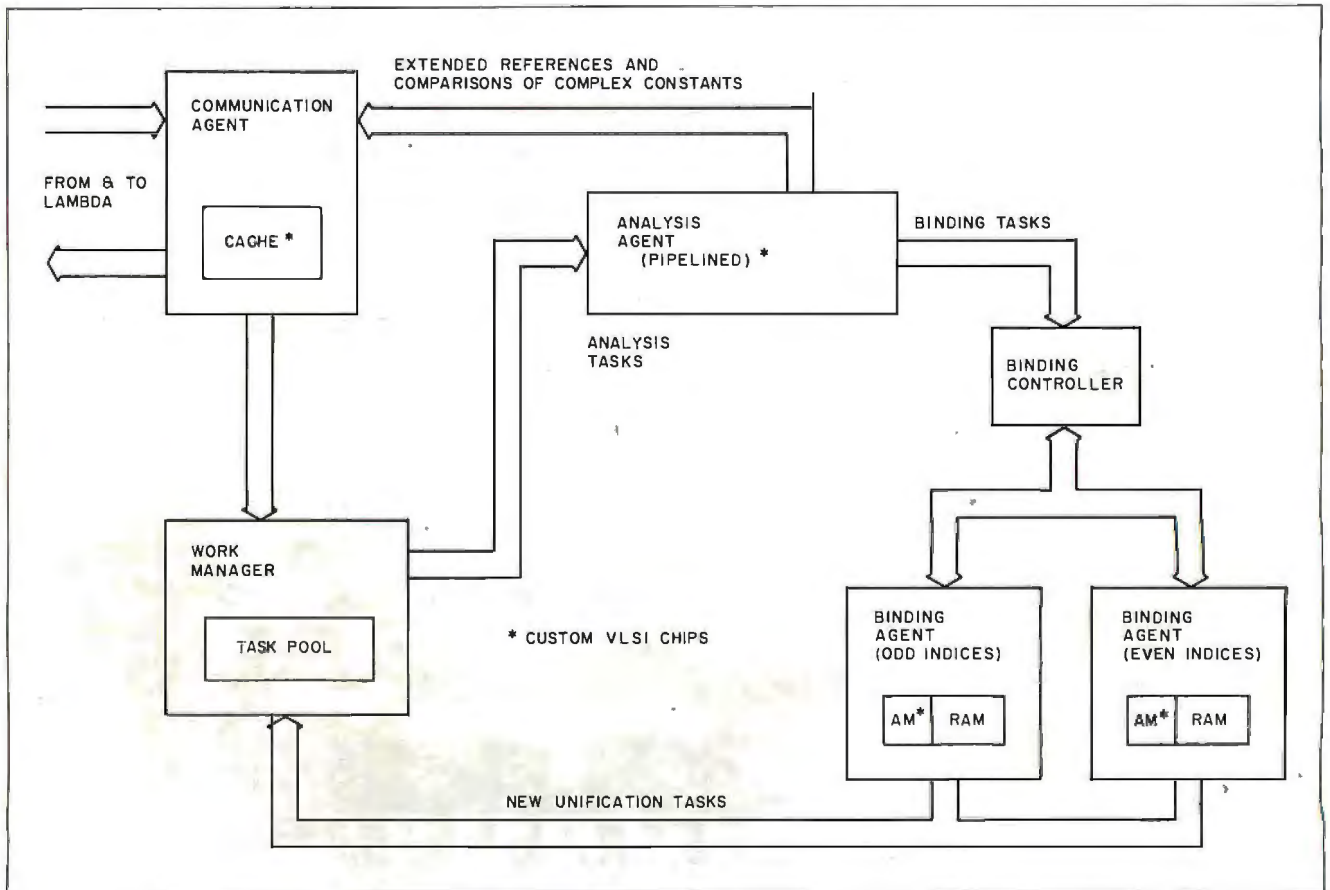 EXTENDED REFERENCES AND
COMPARISONS OF COMPLEX CONSTANTS
COMMUNICATION
AGENT
FROM & TO
LAMBDA
CAGHE *
ANALYSIS
AGENT
(PIPELINED) *
BINDING TASKS
ANALYSIS
TASKS
BINDING
CONTROLLER
WORK
MANAGER
TASK POOL
* CUSTOM VLSI CHIPS
BINDING
AGENT
(ODD INDICES)
AM* RAM
BINDING
AGENT
(EVEN INDICES)
AM* RAM
NEW UNIFICATION TASKS